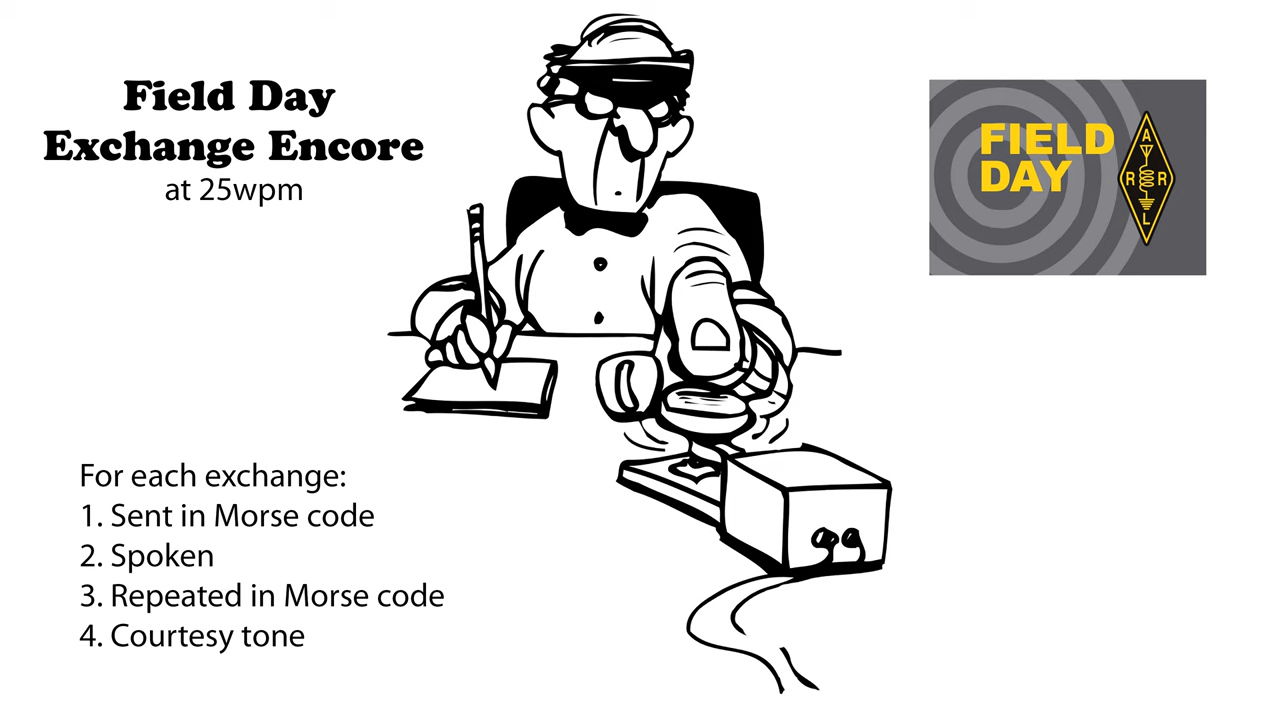 Field Day
Exchange Encore
at 25wpm
FIELD
DAY
A
R R
L
For each exchange:
1. Sent in Morse code
2. Spoken
3. Repeated in Morse code
4. Courtesy tone